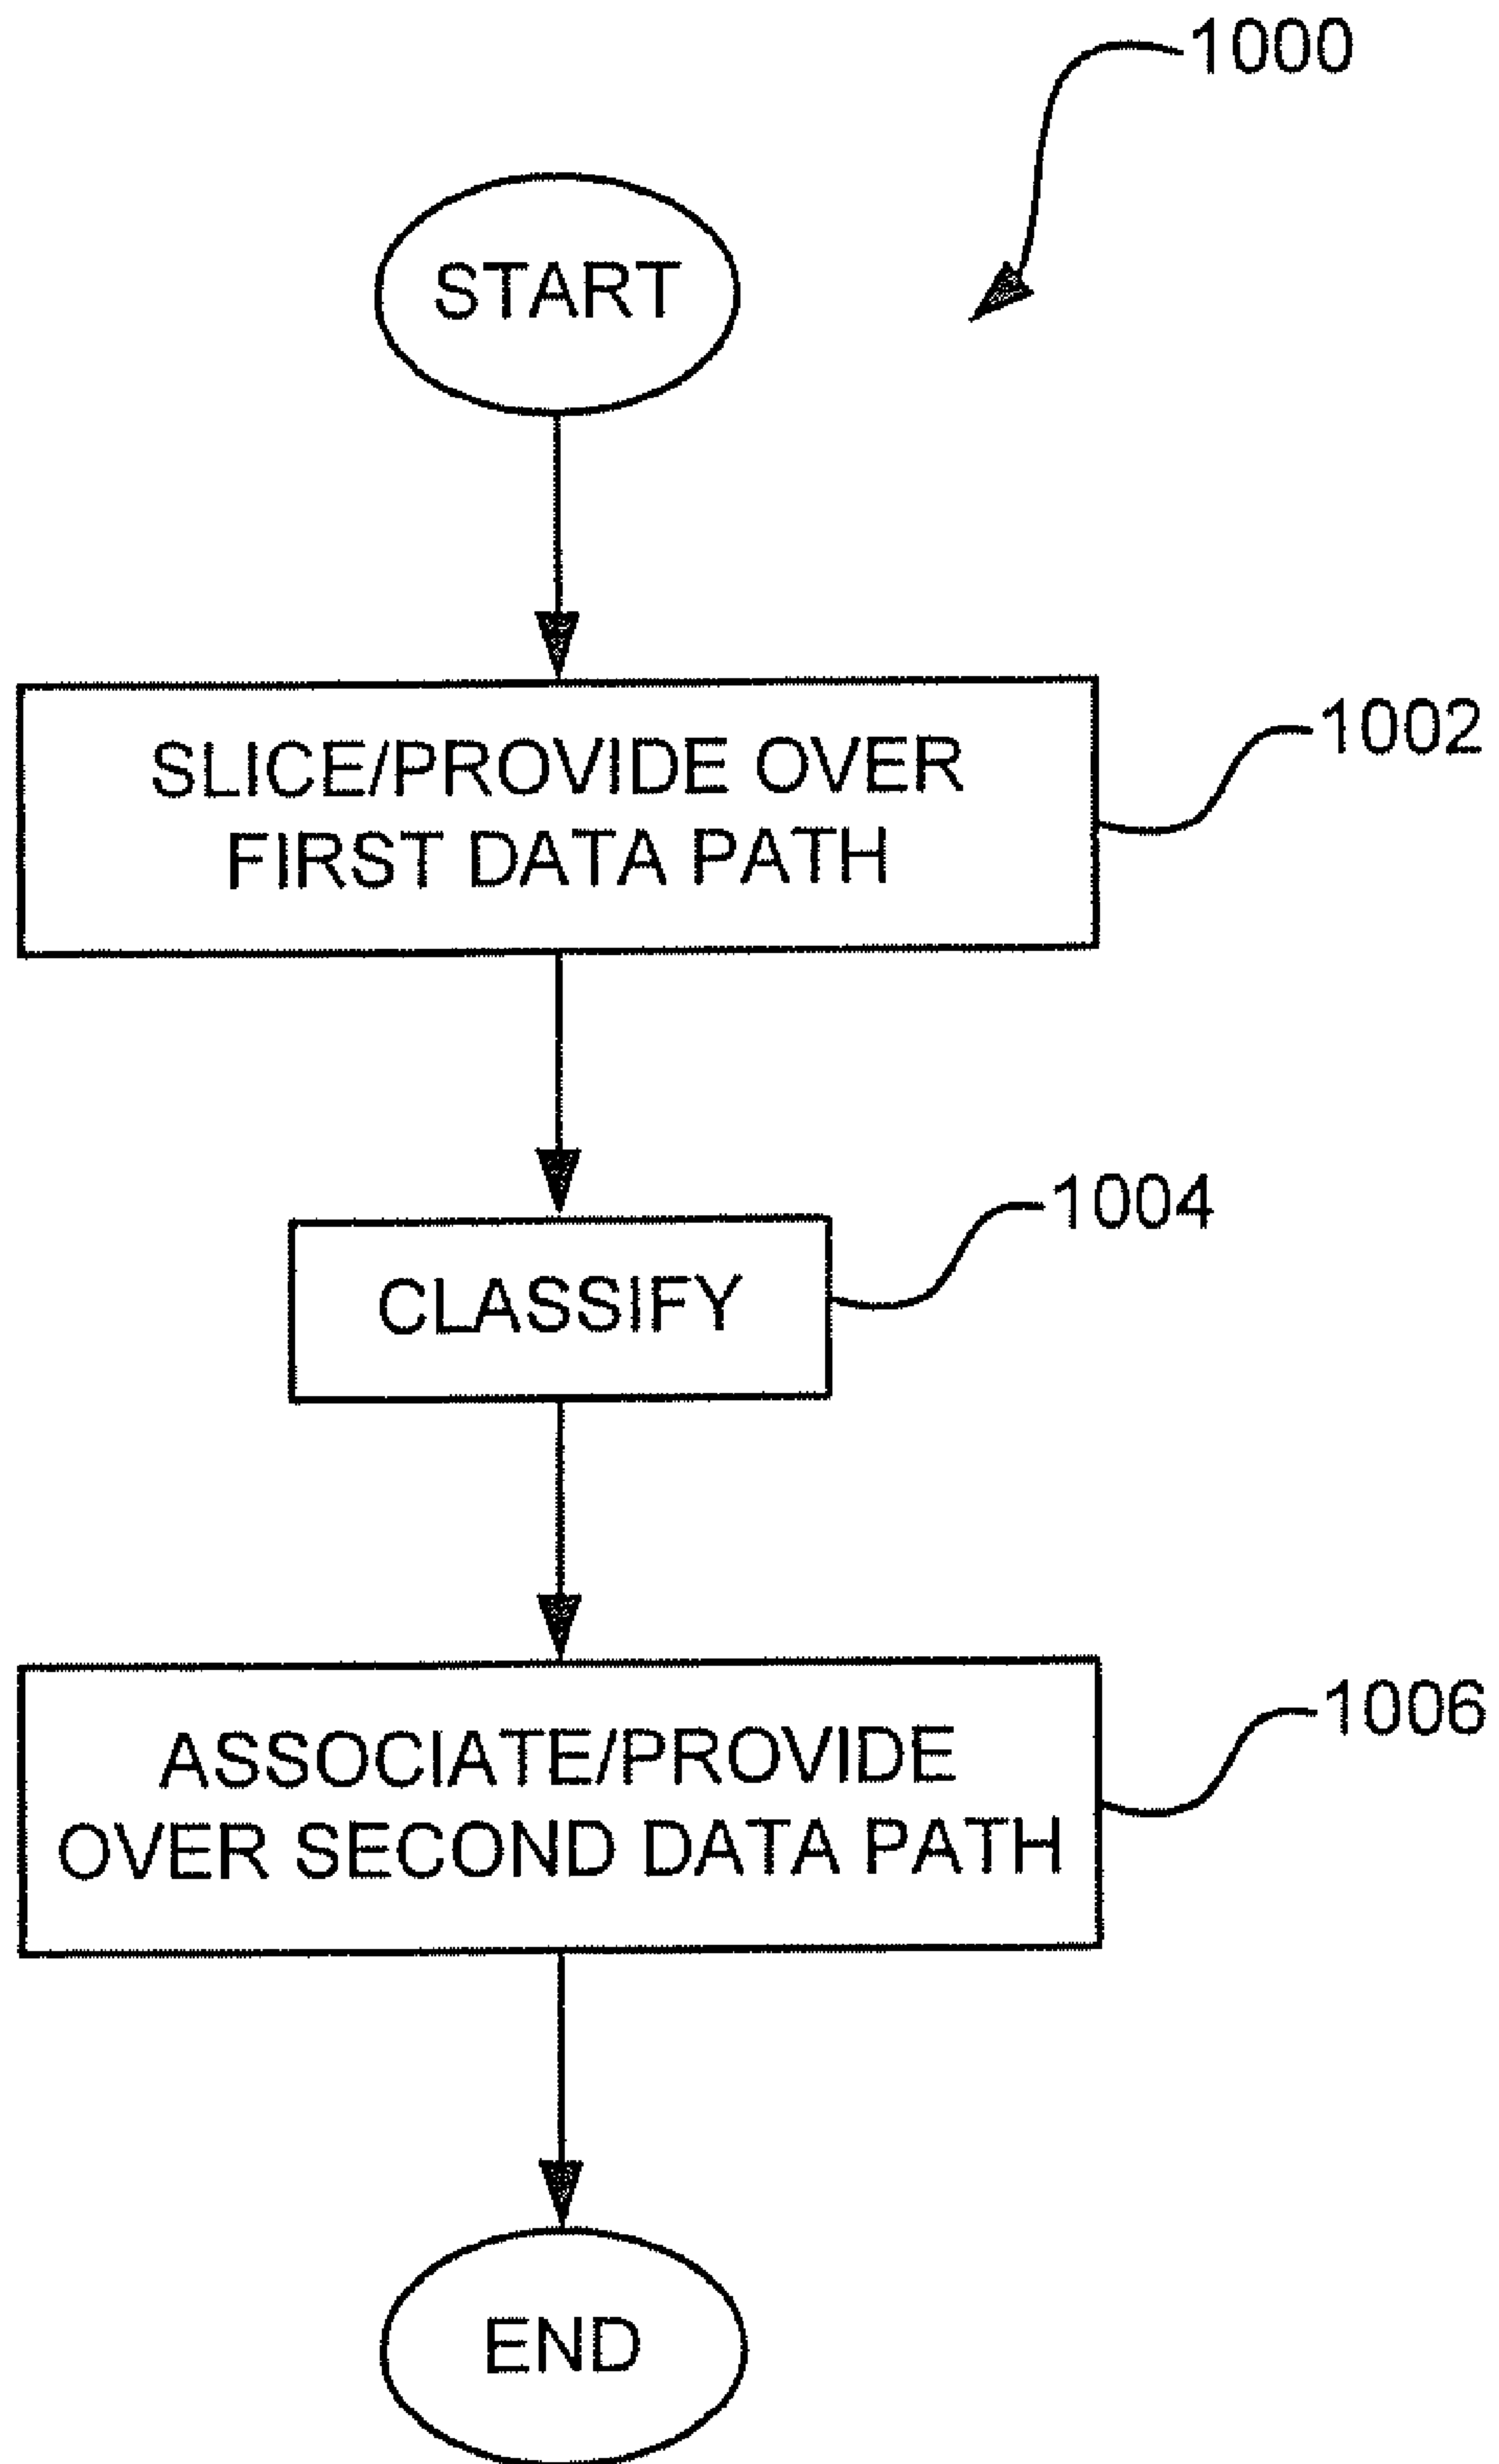 1000
START
SLICE/PROVIDE OVER
FIRST DATA PATH
1002
CLASSIFY
1004
ASSOCIATE/PROVIDE
OVER SECOND DATA PATH
1006
END